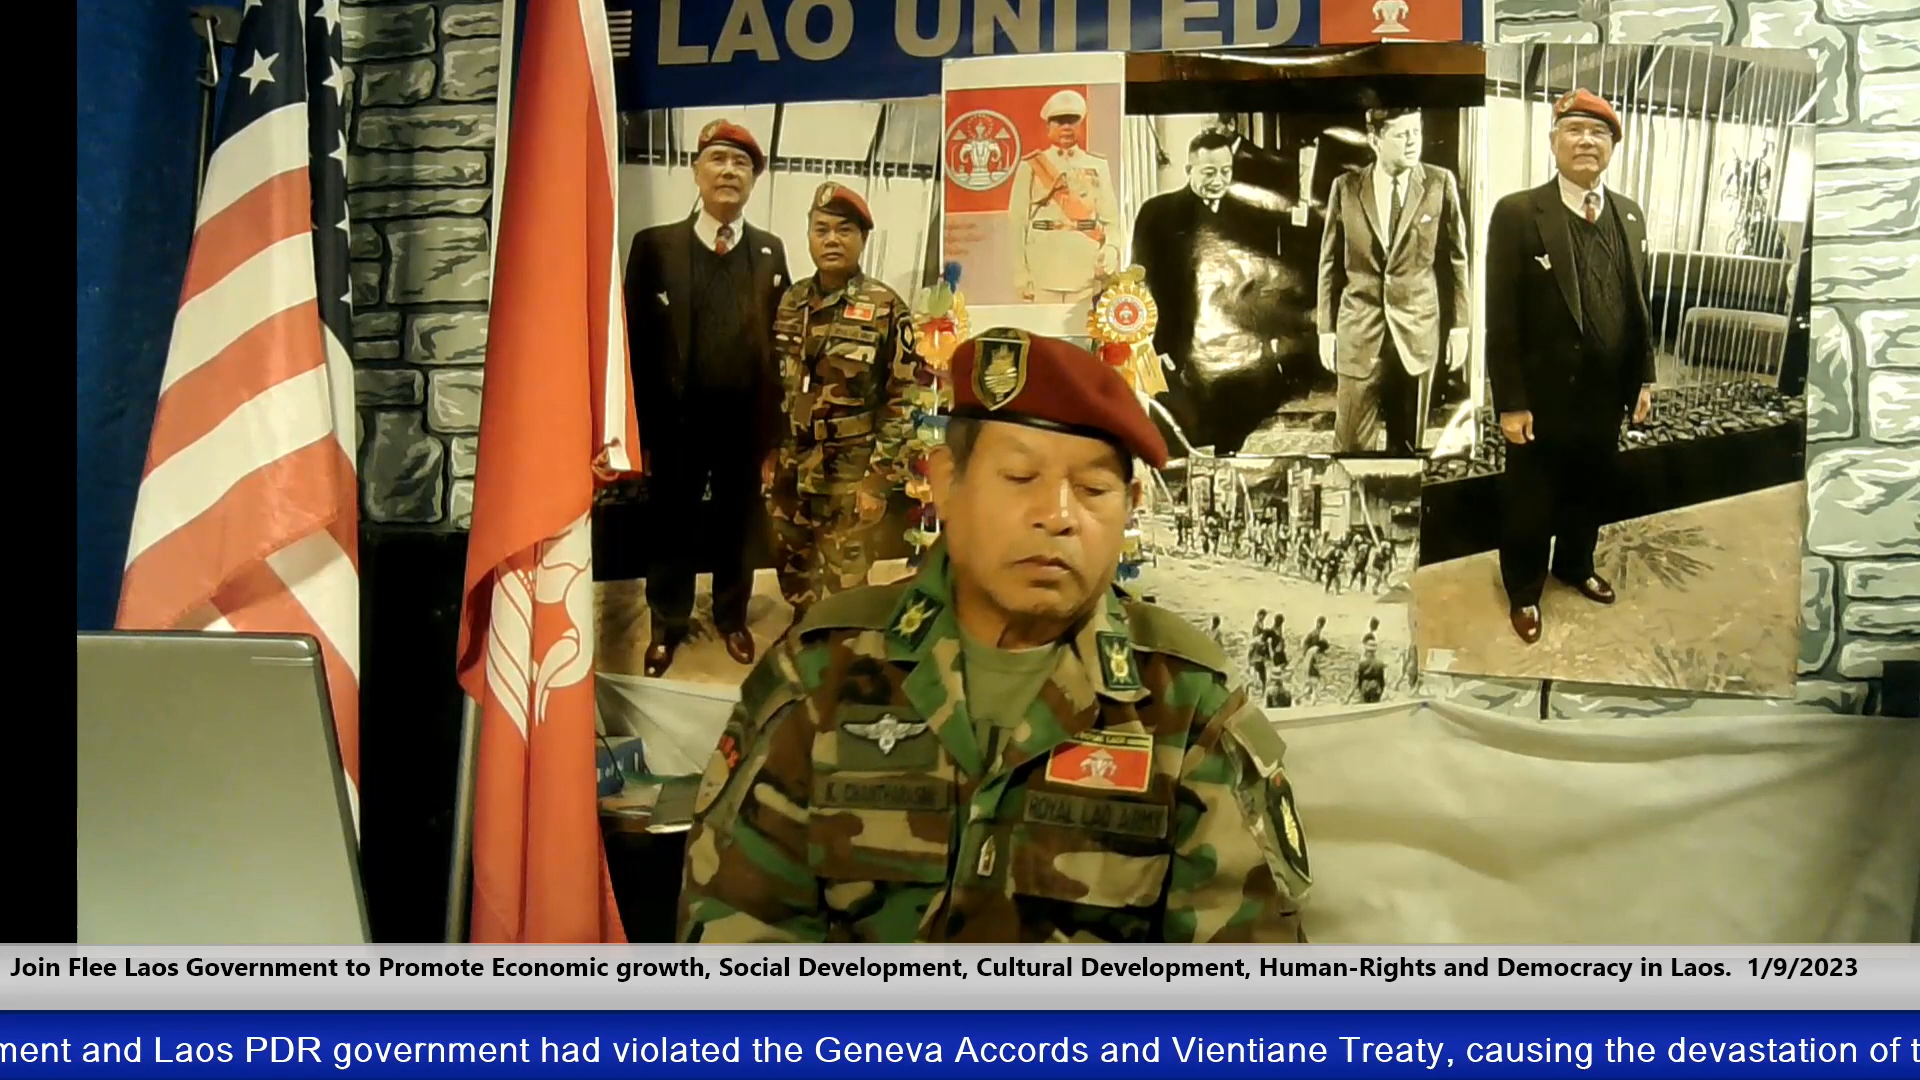 LAO UNITED
ROYAL LAO ARMY
Join Flee Laos Government to Promote Economic growth, Social Development, Cultural Development, Human-Rights and Democracy in Laos. 1/9/2023
ment and Laos PDR government had violated the Geneva Accords and Vientiane Treaty, causing the devastation of t